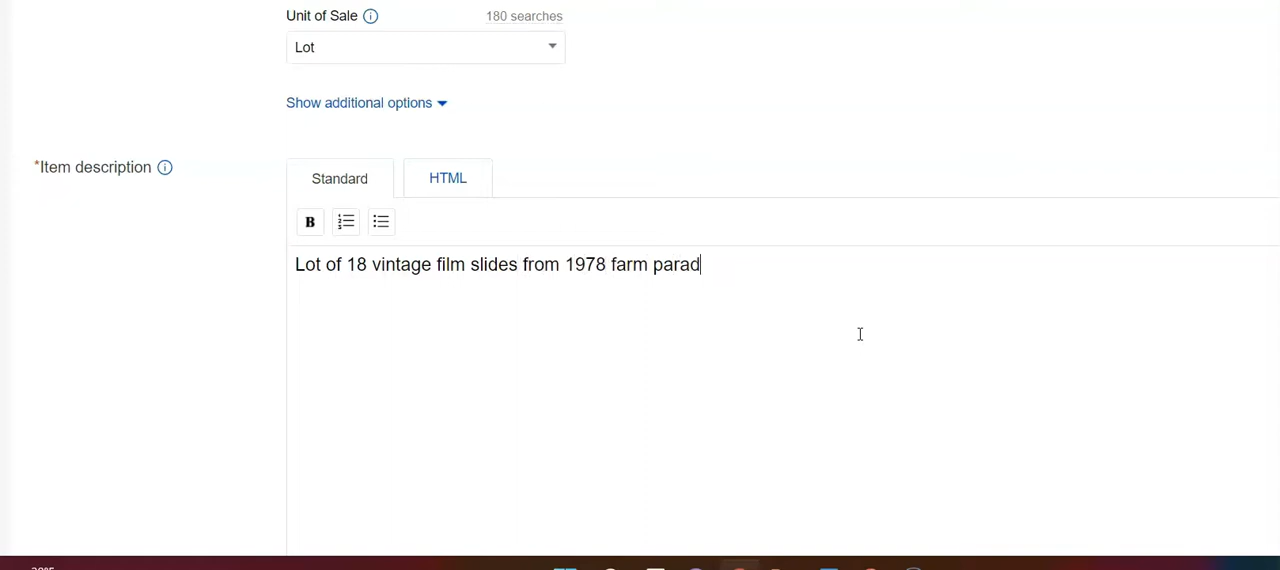 Unit of Sale 180 searches
Lot
Show additional options
*Item description
Standard HTML
B
Lot of 18 vintage film slides from 1978 farm parad